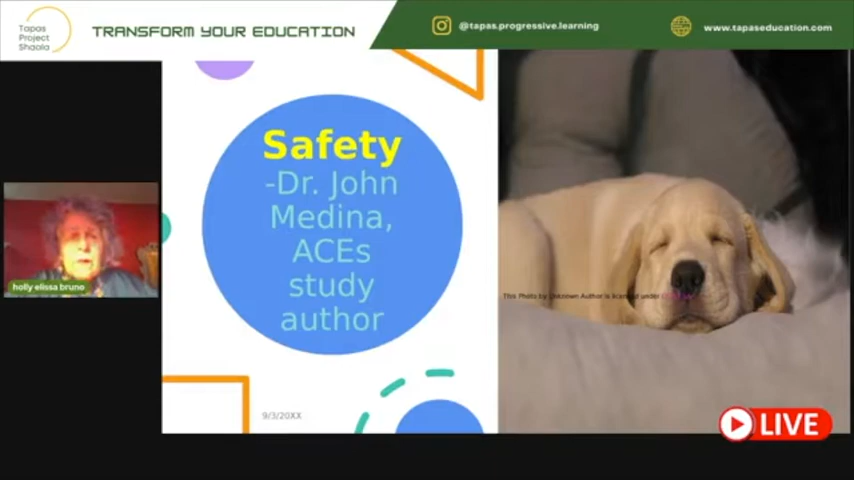 Tapas
Project
Shaala
TRANSFORM YOUR EDUCATION
@tapas.progressive.learning
www.tapaseducation.com
Safety
-Dr. John
Medina,
ACEs
study
author
holly elissa bruno
This Photo by Unknown Author is licensed under
9/3/20XX
LIVE